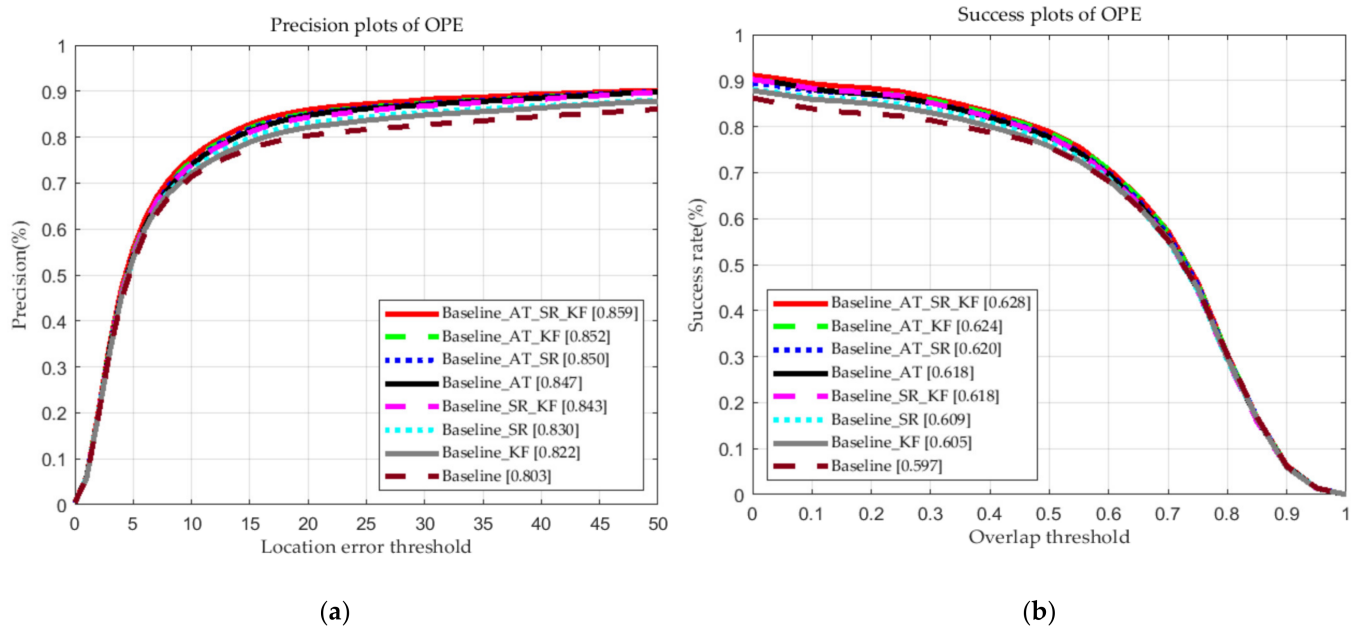 Precision plots of OPE
1
0.9
0.8
0.7
0.6
0.5
0.4
0.3
0.2
0.1
0
Precision(%)
Baseline_AT_SR_KF [0.859]
Baseline_AT_KF [0.852]
Baseline_AT_SR [0.850]
Baseline_AT [0.847]
Baseline_SR_KF [0.843]
Baseline_SR [0.830]
Baseline_KF [0.822]
Baseline [0.803]
0 5 10 15 20 25 30 35 40 45 50
Location error threshold
(a)
Success plots of OPE
1
0.9
0.8
0.7
0.6
0.5
0.4
0.3
0.2
0.1
0
Success rate(%)
Baseline_AT_SR_KF [0.628]
Baseline_AT_KF [0.624]
Baseline_AT_SR [0.620]
Baseline_AT [0.618]
Baseline_SR_KF [0.618]
Baseline_SR [0.609]
Baseline_KF [0.605]
Baseline [0.597]
0 0.1 0.2 0.3 0.4 0.5 0.6 0.7 0.8 0.9 1
Overlap threshold
(b)